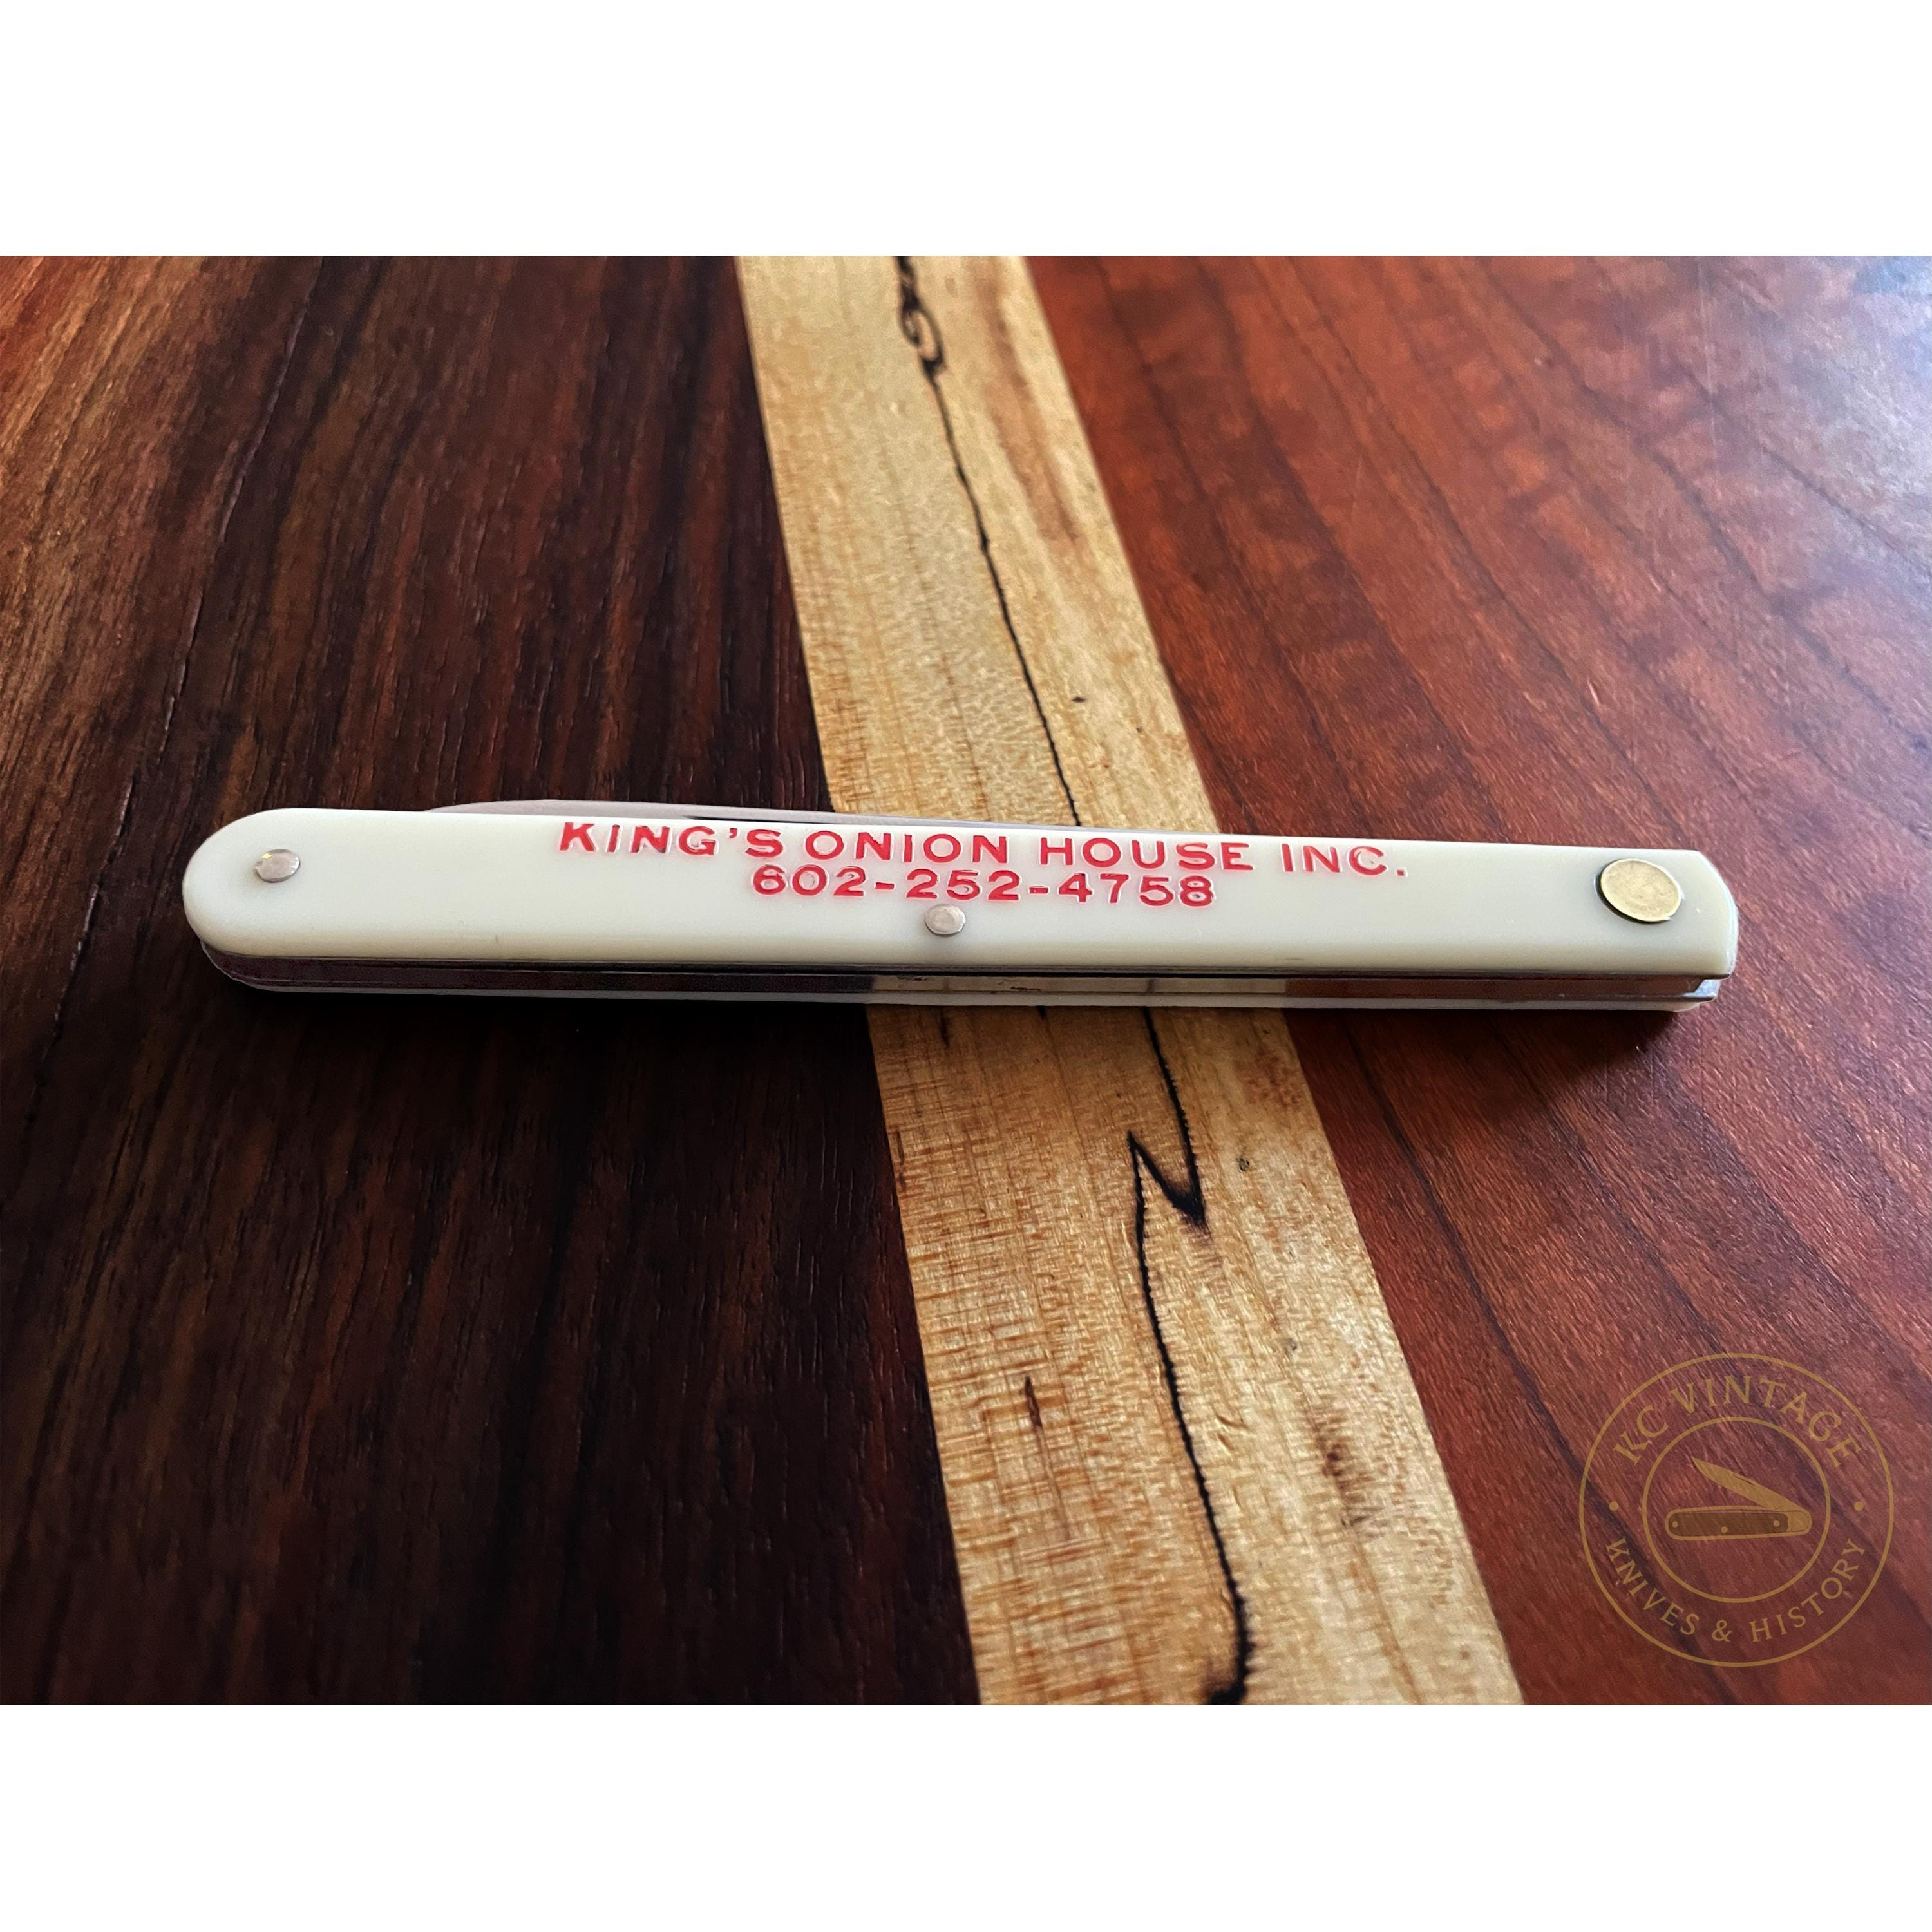 KING'S ONION HOUSE INC.
602-252-4758
KC VINTAGE
KNIVES & HISTORY